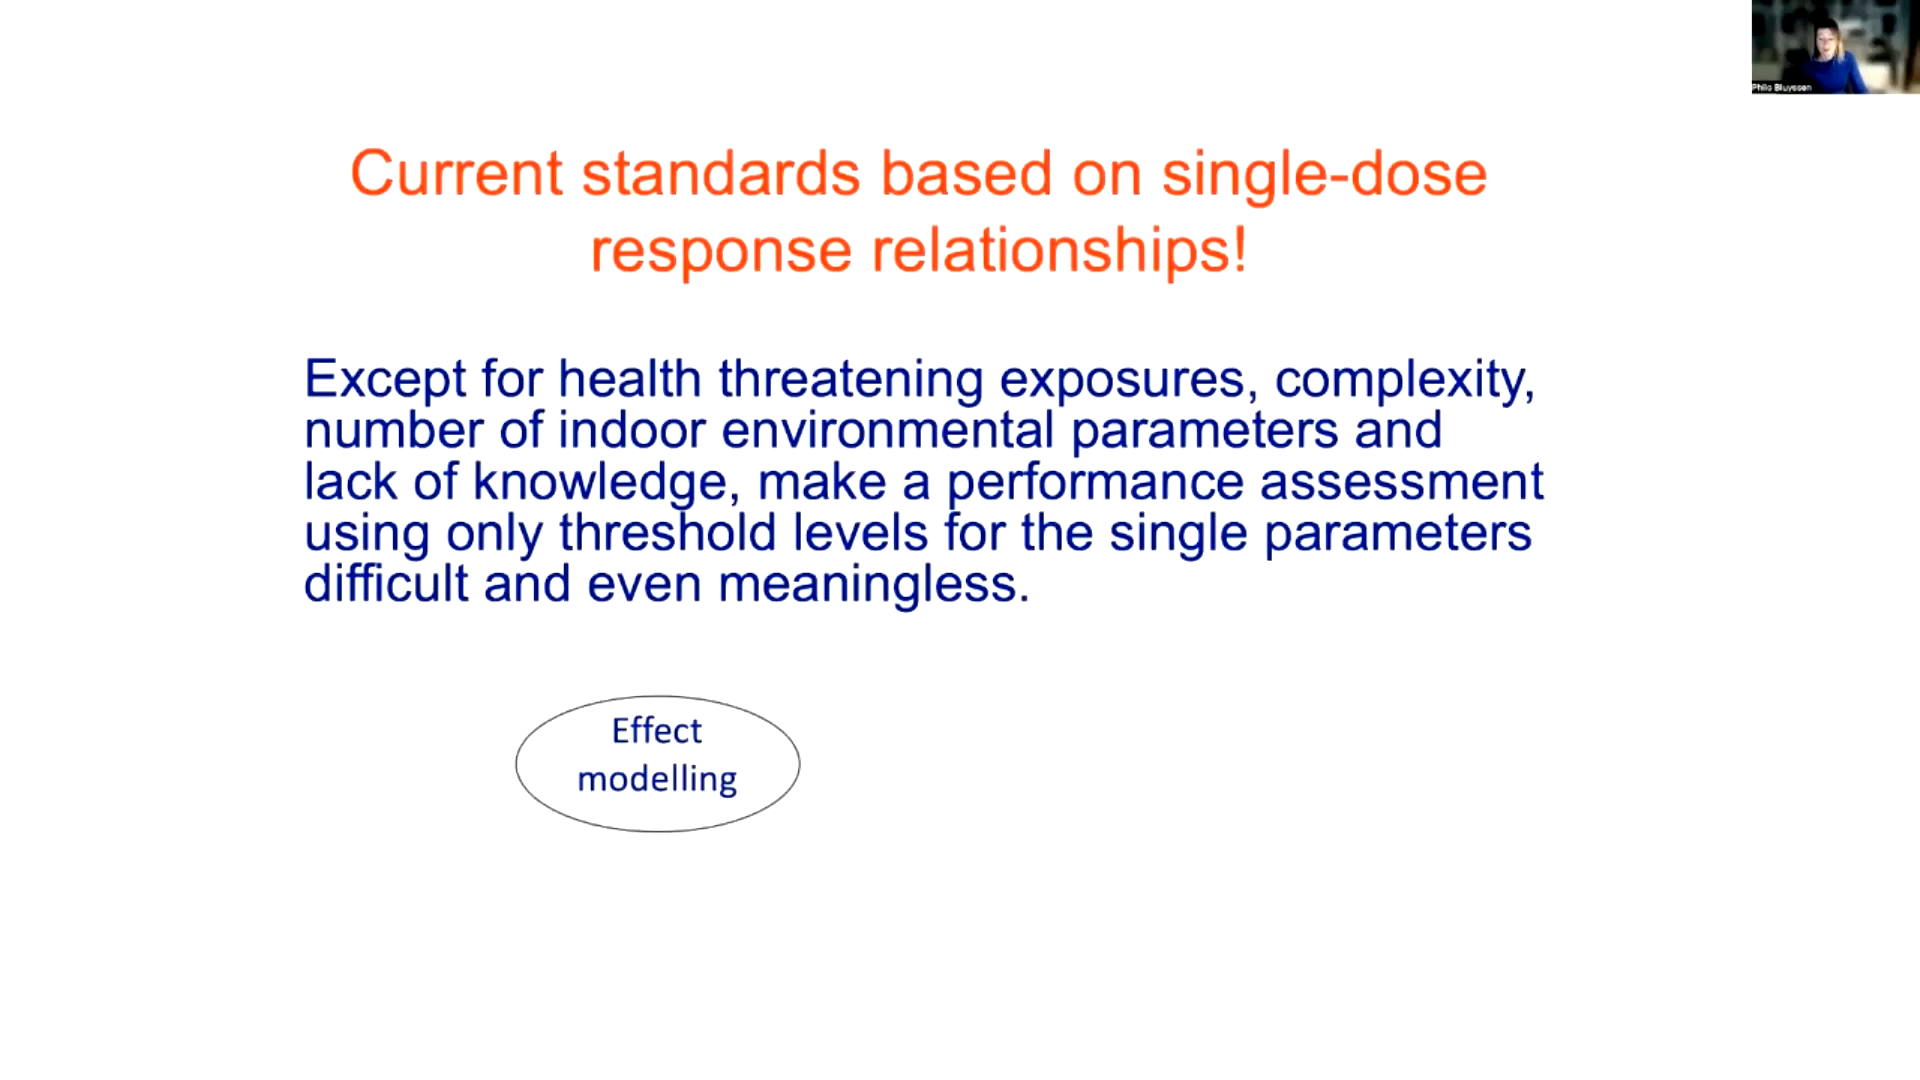 Philo Bluyssen
Current standards based on single-dose
response relationships!
Except for health threatening exposures, complexity,
number of indoor environmental parameters and
lack of knowledge, make a performance assessment
using only threshold levels for the single parameters
difficult and even meaningless.
Effect
modelling